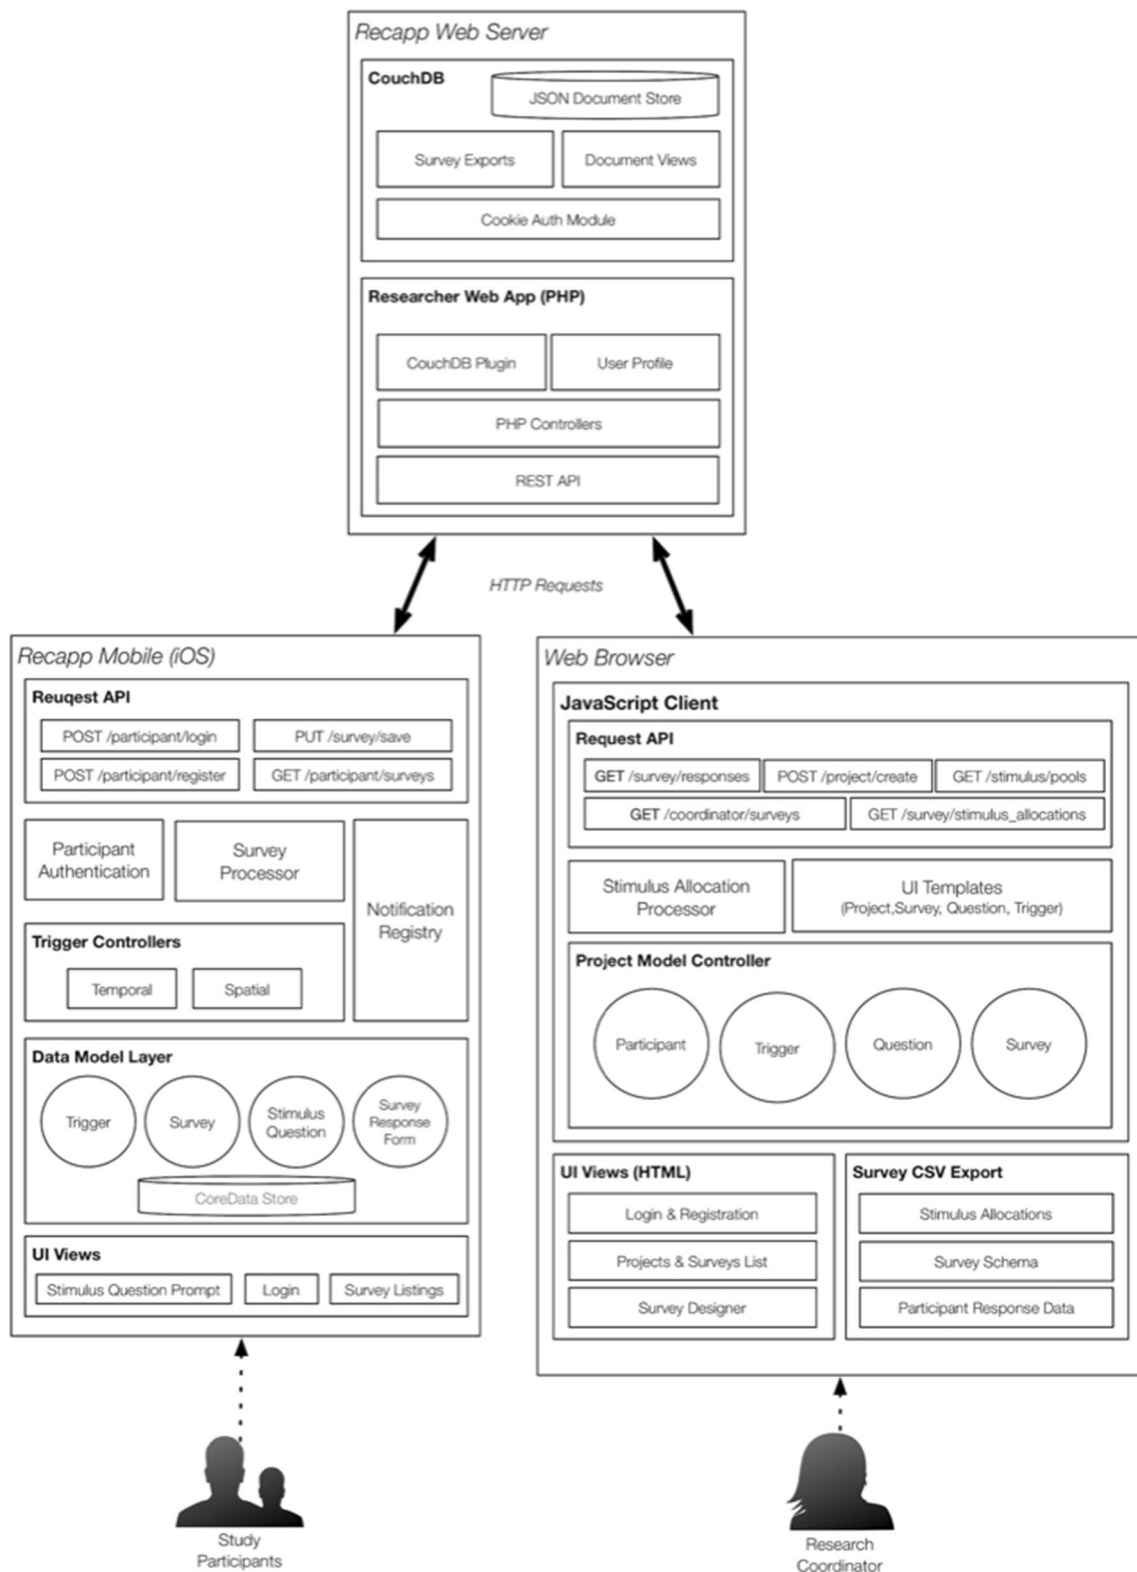 Recapp Web Server
CouchDB
JSON Document Store
Survey Exports
Document Views
Cookie Auth Module
Researcher Web App (PHP)
CouchDB Plugin
User Profile
PHP Controllers
REST API
HTTP Requests
Recapp Mobile (iOS)
Reuqest API
POST /participant/login
PUT /survey/save
POST /participant/register
GET /participant/surveys
Participant
Authentication
Survey
Processor
Notification
Registry
Trigger Controllers
Temporal
Spatial
Data Model Layer
Trigger
Survey
Stimulus
Question
Survey
Response
Form
CoreData Store
UI Views
Stimulus Question Prompt
Login
Survey Listings
Study
Participants
Web Browser
JavaScript Client
Request API
GET /survey/responses
POST /project/create
GET /stimulus/pools
GET /coordinator/surveys
GET /survey/stimulus_allocations
Stimulus Allocation
Processor
UI Templates
(Project,Survey, Question, Trigger)
Project Model Controller
Participant
Trigger
Question
Survey
UI Views (HTML)
Login & Registration
Projects & Surveys List
Survey Designer
Survey CSV Export
Stimulus Allocations
Survey Schema
Participant Response Data
Research
Coordinator